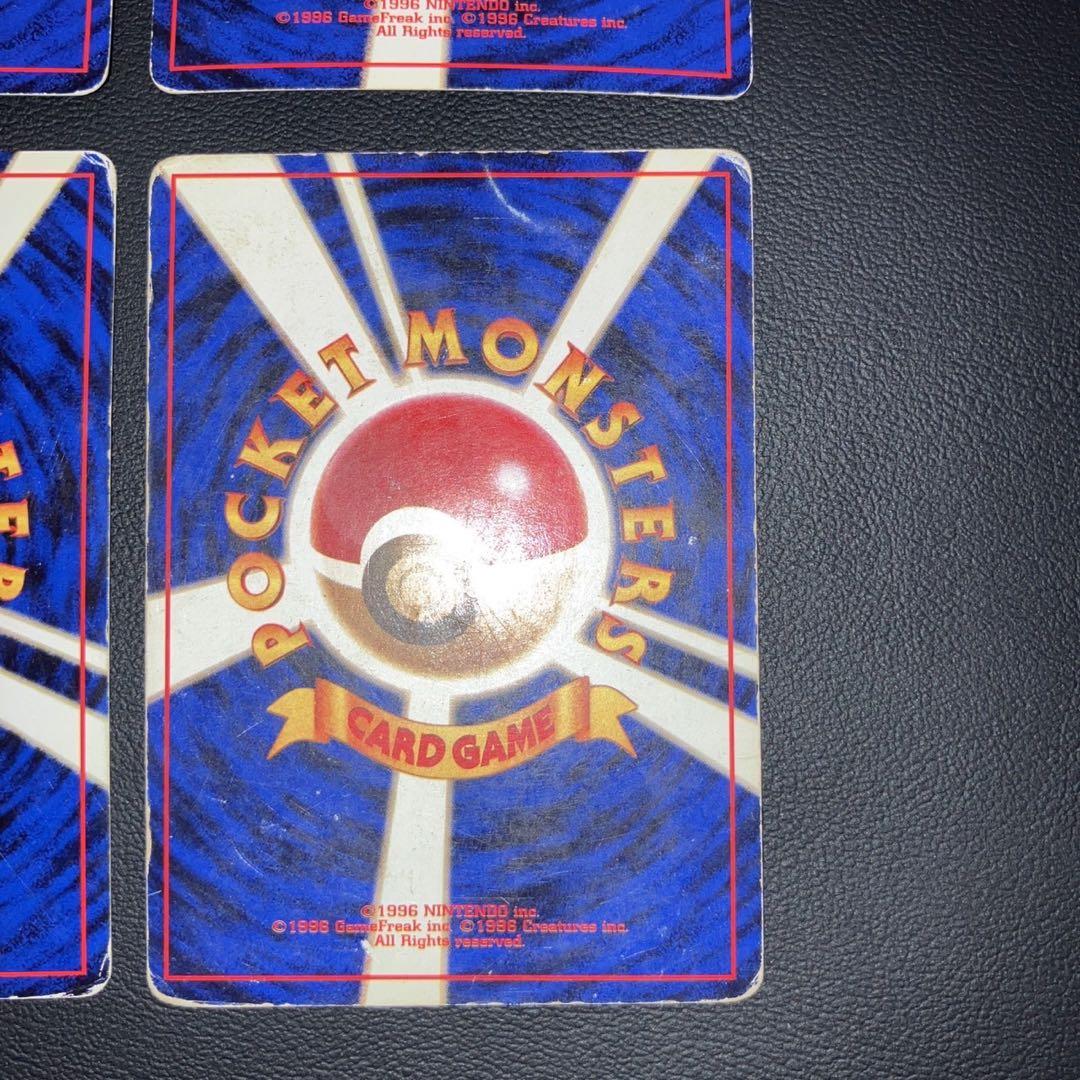 ©1996 NINTENDO inc.
©1996 GameFreak inc. ©1996 Creatures inc.
All Rights reserved.
POCKET MONSTERS
CARD GAME
©1996 NINTENDO inc.
©1996 GameFreak inc. ©1996 Creatures inc.
All Rights reserved.